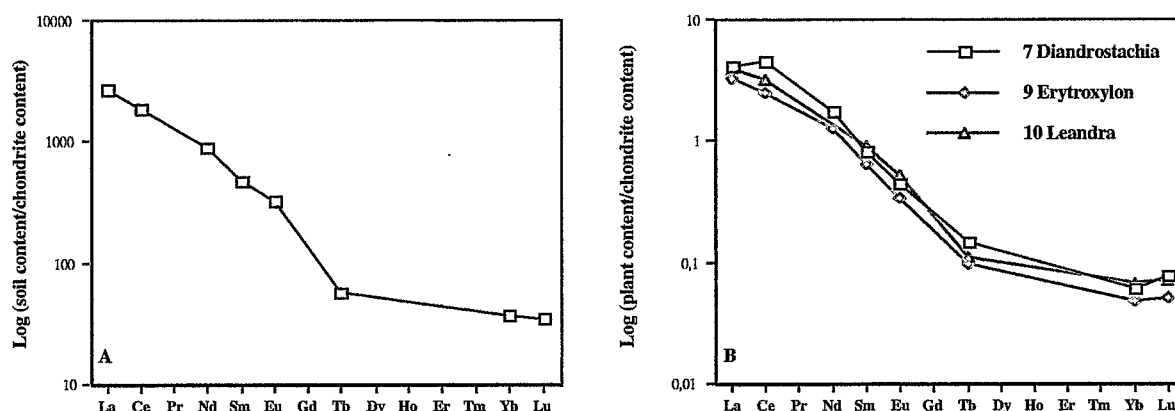 Log (soil content/chondrite content)
10000
1000
100
10
A
La Ce Pr Nd Sm Eu Gd Tb Dy Ho Er Tm Yb Lu
Log (plant content/chondrite content)
10
1
0,1
0,01
B
7 Diandrostachia
9 Erytroxylon
10 Leandra
La Ce Pr Nd Sm Eu Gd Tb Dy Ho Er Tm Yb Lu